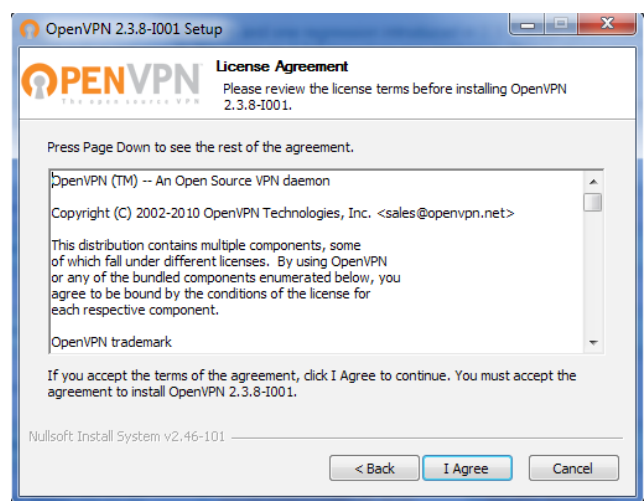 OpenVPN 2.3.8-I001 Setup
OPENVPN
The open source VPN
License Agreement
Please review the license terms before installing OpenVPN
2.3.8-I001.
Press Page Down to see the rest of the agreement.
OpenVPN (TM) -- An Open Source VPN daemon
Copyright (C) 2002-2010 OpenVPN Technologies, Inc. <sales@openvpn.net>
This distribution contains multiple components, some
of which fall under different licenses.  By using OpenVPN
or any of the bundled components enumerated below, you
agree to be bound by the conditions of the license for
each respective component.
OpenVPN trademark
If you accept the terms of the agreement, click I Agree to continue. You must accept the
agreement to install OpenVPN 2.3.8-I001.
Nullsoft Install System v2.46-101
< Back
I Agree
Cancel